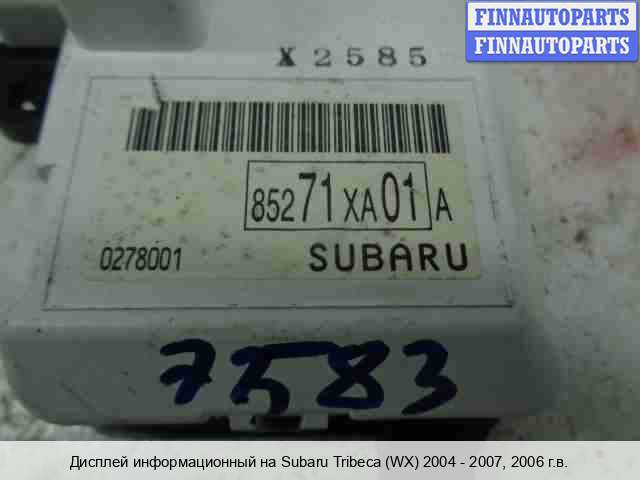 FINNAUTOPARTS
FINNAUTOPARTS
X2585
85271XA01A
0278001 SUBARU
7583
Дисплей информационный на Subaru Tribeca (WX) 2004 - 2007, 2006 г.в.